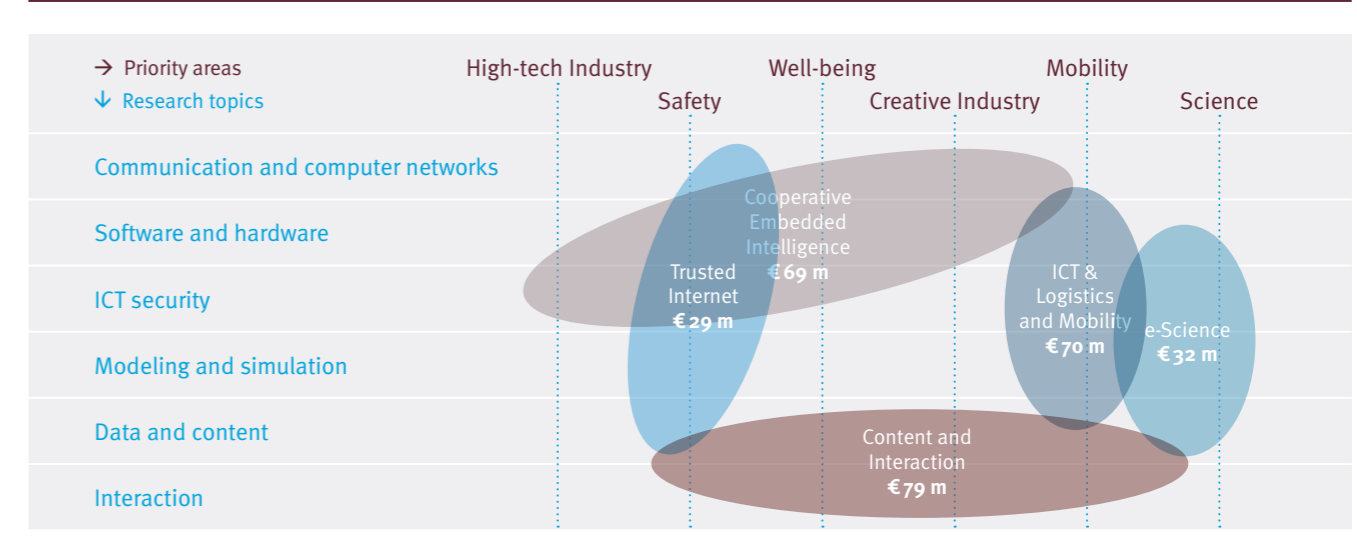 → Priority areas
High-tech Industry
Well-being
Mobility
↓ Research topics
Safety
Creative Industry
Science
Communication and computer networks
Software and hardware
ICT security
Modeling and simulation
Data and content
Interaction
Cooperative
Embedded
Intelligence
€ 69 m
Trusted
Internet
€ 29 m
ICT &
Logistics
and Mobility
€ 70 m
e-Science
€ 32 m
Content and
Interaction
€ 79 m